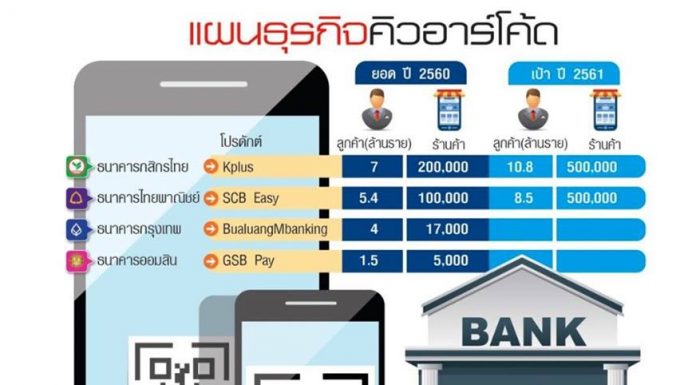 แผนธุรกิจคิวอาร์โค้ด
ยอด ปี 2560 เป้า ปี 2561
โปรดักต์ ลูกค้า(ล้านราย) ร้านค้า ลูกค้า(ล้านราย) ร้านค้า
ธนาคารกสิกรไทย Kplus 7 200,000 10.8 500,000
ธนาคารไทยพาณิชย์ SCB Easy 5.4 100,000 8.5 500,000
ธนาคารกรุงเทพ BualuangMbanking 4 17,000
ธนาคารออมสิน GSB Pay 1.5 5,000
BANK